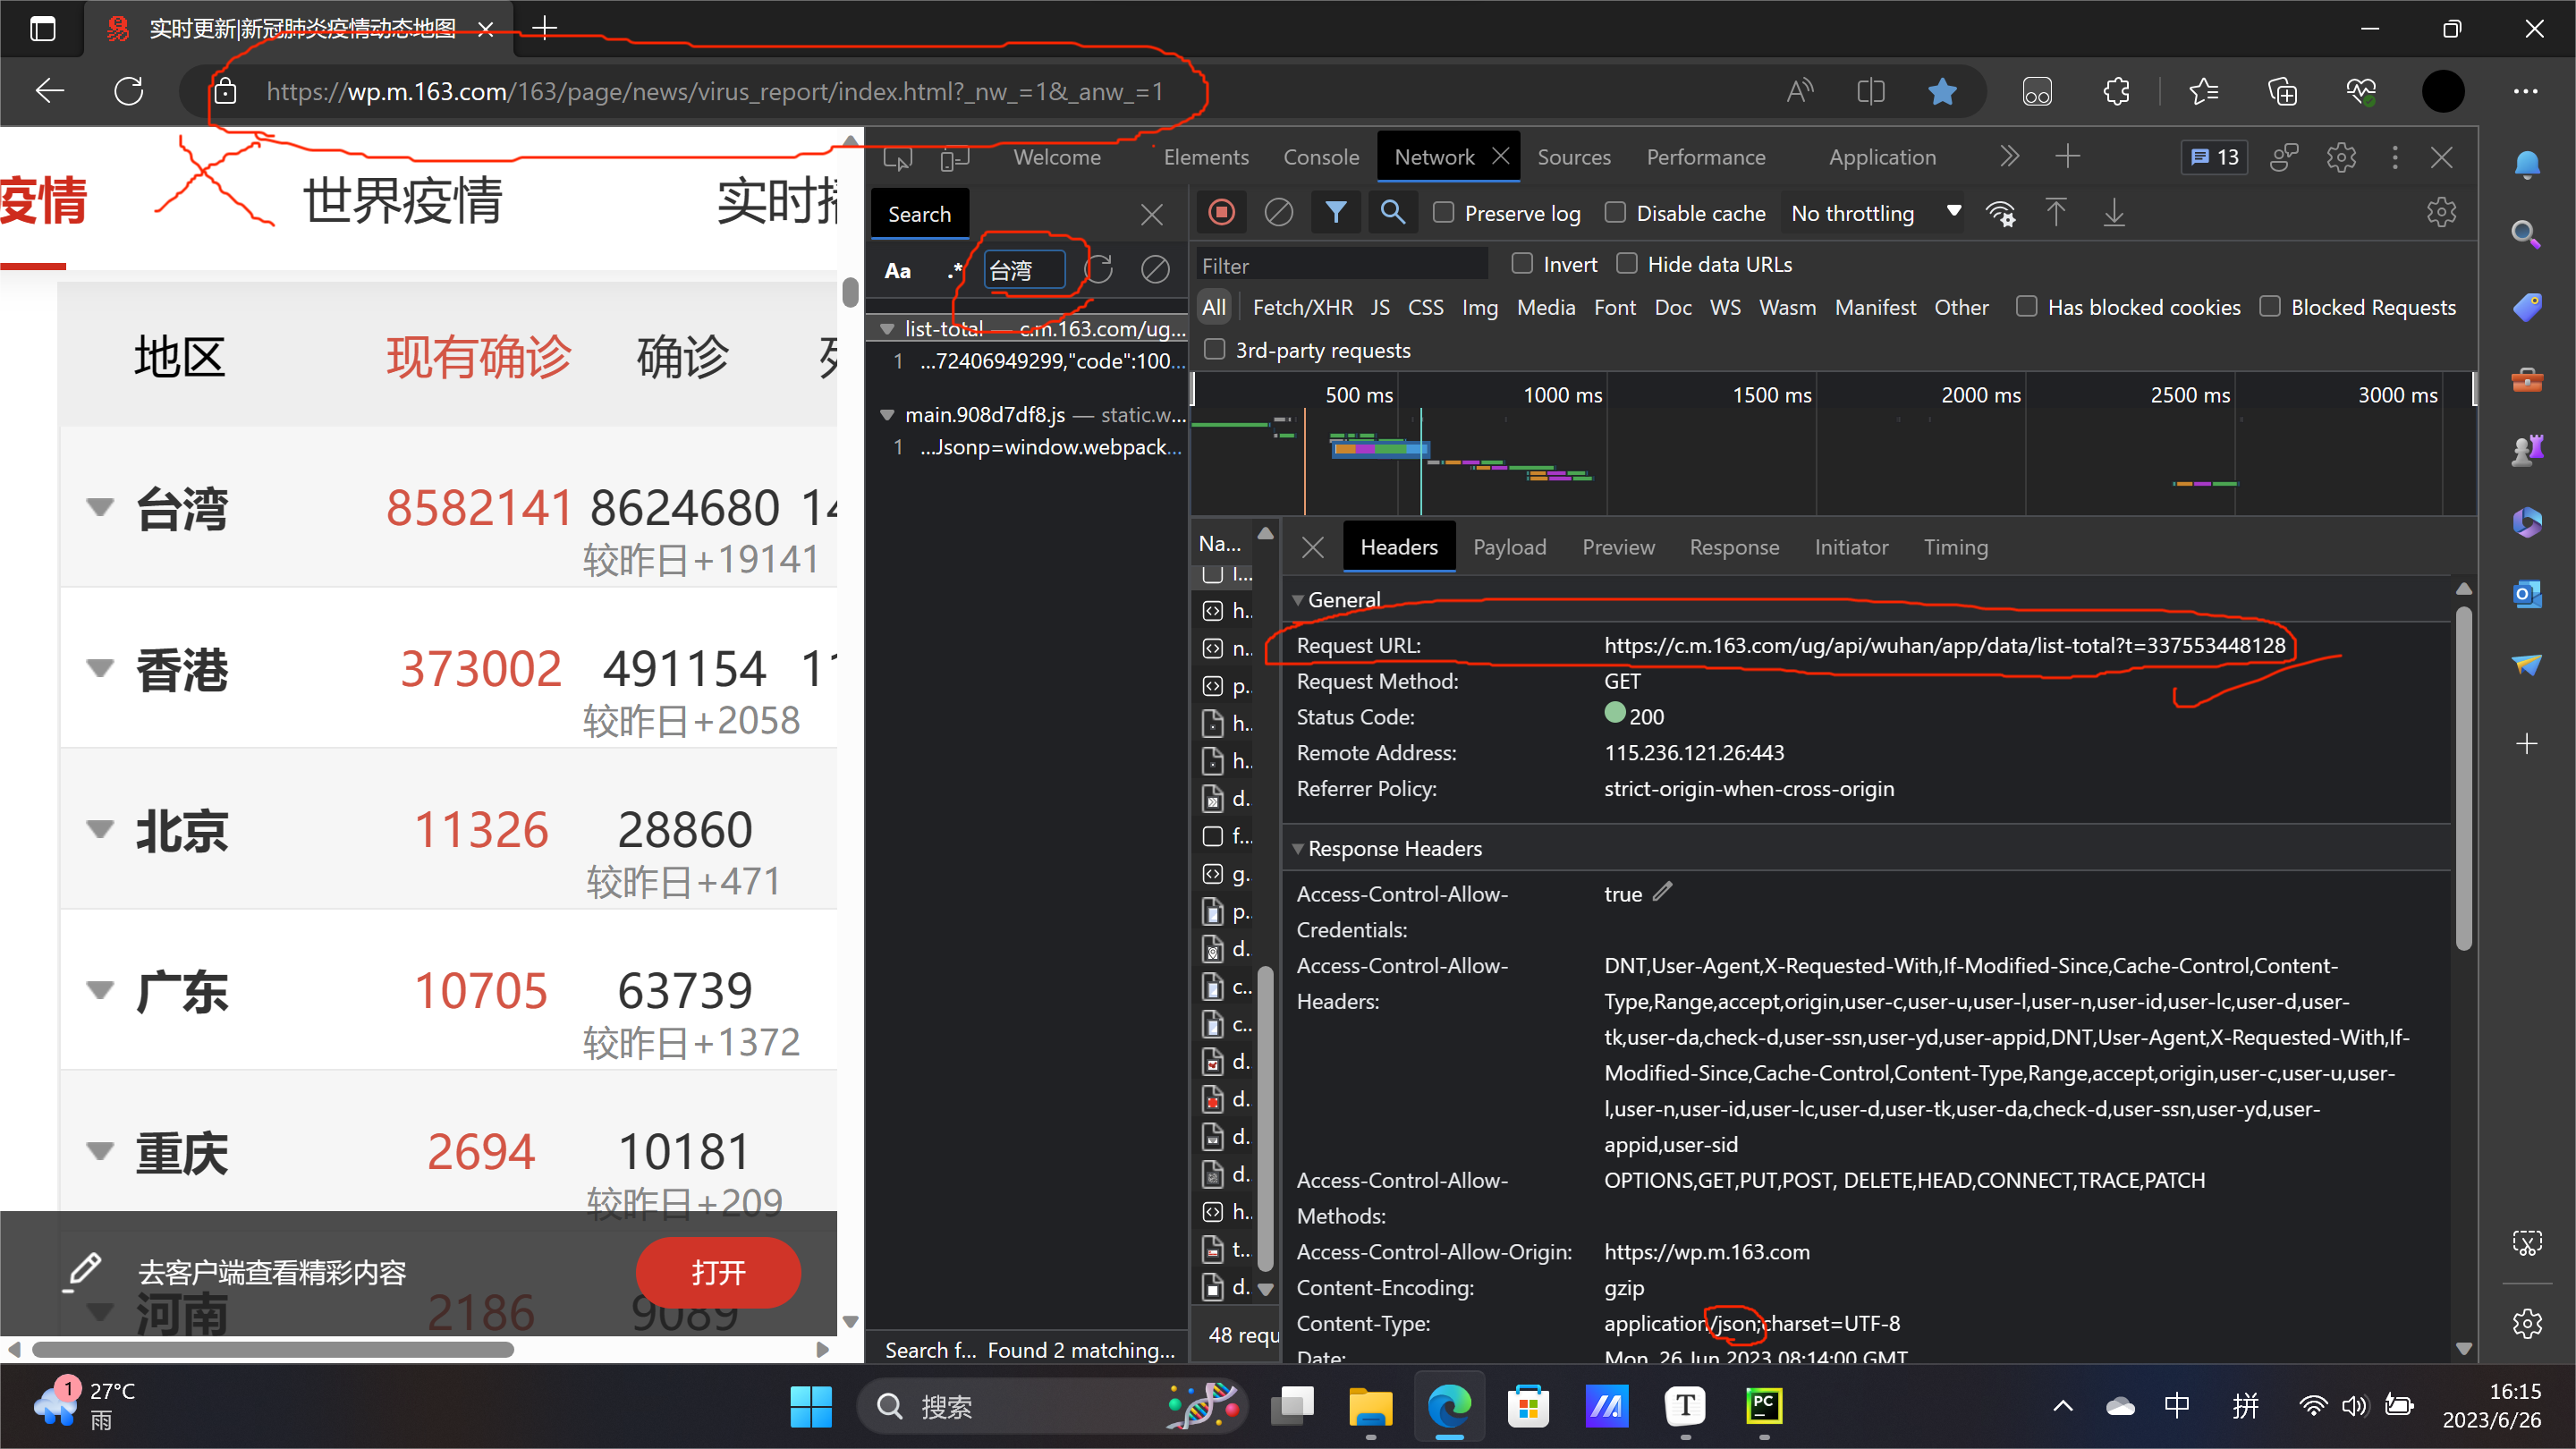 实时更新|新冠肺炎疫情动态地图
https://wp.m.163.com/163/page/news/virus_report/index.html?_nw_=1&_anw_=1
疫情 世界疫情 实时播
地区 现有确诊 确诊
台湾 8582141 8624680 14
较昨日+19141
香港 373002 491154 11
较昨日+2058
北京 11326 28860
较昨日+471
广东 10705 63739
较昨日+1372
重庆 2694 10181
较昨日+209
河南 2186 9089
去客户端查看精彩内容 打开
Welcome Elements Console Network Sources Performance Application 13
Search
Aa .* 台湾
list-total — c.m.163.com/ug...
1 ...72406949299,"code":100...
main.908d7df8.js — static.w...
1 ...Jsonp=window.webpack...
Search f... Found 2 matching...
Preserve log Disable cache No throttling
Filter Invert Hide data URLs
All Fetch/XHR JS CSS Img Media Font Doc WS Wasm Manifest Other Has blocked cookies Blocked Requests
3rd-party requests
500 ms 1000 ms 1500 ms 2000 ms 2500 ms 3000 ms
Na...
l...
h..
n..
p..
h..
h..
d..
f...
g..
p..
d..
c..
c..
d..
d..
d..
d..
h..
t...
d..
48 requ
Headers Payload Preview Response Initiator Timing
General
Request URL: https://c.m.163.com/ug/api/wuhan/app/data/list-total?t=337553448128
Request Method: GET
Status Code: 200
Remote Address: 115.236.121.26:443
Referrer Policy: strict-origin-when-cross-origin
Response Headers
Access-Control-Allow-Credentials: true
Access-Control-Allow-Headers: DNT,User-Agent,X-Requested-With,If-Modified-Since,Cache-Control,Content-
Type,Range,accept,origin,user-c,user-u,user-l,user-n,user-id,user-lc,user-d,user-
tk,user-da,check-d,user-ssn,user-yd,user-appid,DNT,User-Agent,X-Requested-With,If-
Modified-Since,Cache-Control,Content-Type,Range,accept,origin,user-c,user-u,user-
l,user-n,user-id,user-lc,user-d,user-tk,user-da,check-d,user-ssn,user-yd,user-
appid,user-sid
Access-Control-Allow-Methods: OPTIONS,GET,PUT,POST, DELETE,HEAD,CONNECT,TRACE,PATCH
Access-Control-Allow-Origin: https://wp.m.163.com
Content-Encoding: gzip
Content-Type: application/json;charset=UTF-8
Date: Mon, 26 Jun 2023 08:14:00 GMT
1 27°C
雨
搜索
T
PC
中 拼
16:15
2023/6/26